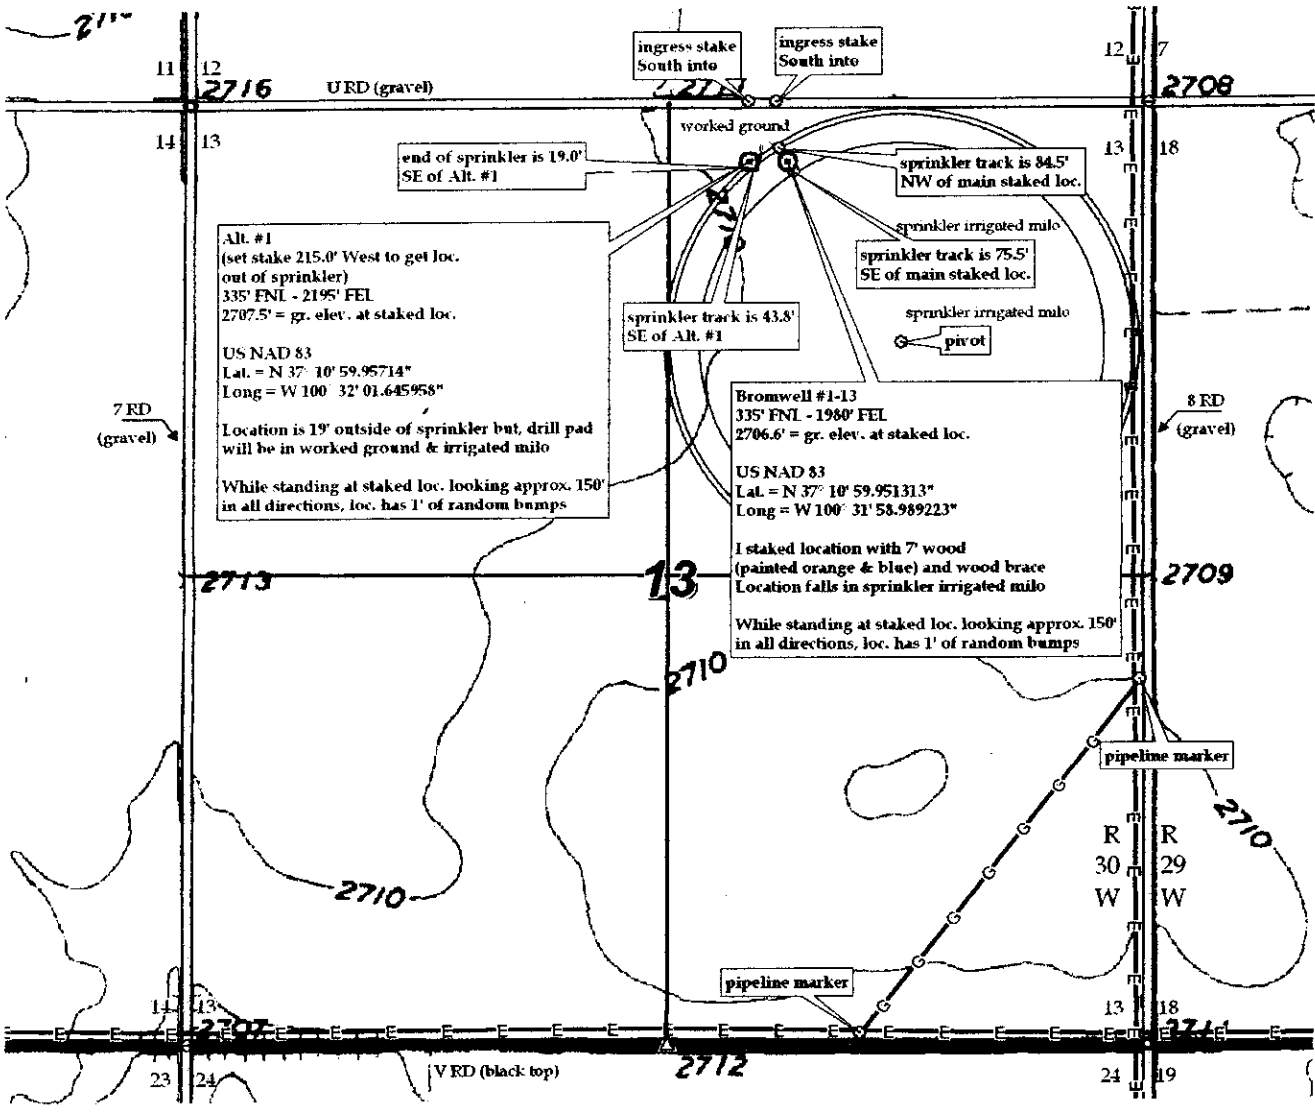 ingress stake
South into
ingress stake
South into
12
7
11
12
2716
U RD (gravel)
2708
worked ground
14
13
13
18
end of sprinkler is 19.0'
SE of Alt. #1
sprinkler track is 84.5'
NW of main staked loc.
sprinkler irrigated milo
sprinkler track is 75.5'
SE of main staked loc.
Alt. #1
(set stake 215.0' West to get loc.
out of sprinkler)
335' FNL - 2195' FEL
2707.5' = gr. elev. at staked loc.
US NAD 83
Lat. = N 37° 10' 59.95714"
Long = W 100° 32' 01.645958"
Location is 19' outside of sprinkler but, drill pad
will be in worked ground & irrigated milo
While standing at staked loc. looking approx. 150'
in all directions, loc. has 1' of random bumps
sprinkler track is 43.8'
SE of Alt. #1
sprinkler irrigated milo
pivot
7 RD
(gravel)
8 RD
(gravel)
Bromwell #1-13
335' FNL - 1980' FEL
2706.6' = gr. elev. at staked loc.
US NAD 83
Lat. = N 37° 10' 59.951313"
Long = W 100° 31' 58.989223"
I staked location with 7' wood
(painted orange & blue) and wood brace
Location falls in sprinkler irrigated milo
While standing at staked loc. looking approx. 150'
in all directions, loc. has 1' of random bumps
2713
13
2709
2710
pipeline marker
2710
R
30
W
R
29
W
2710
pipeline marker
14
13
2707
13
18
23
24
V RD (black top)
2712
24
19
E E E E E E E E E E E E E E E E E E E E
G G G G G G G